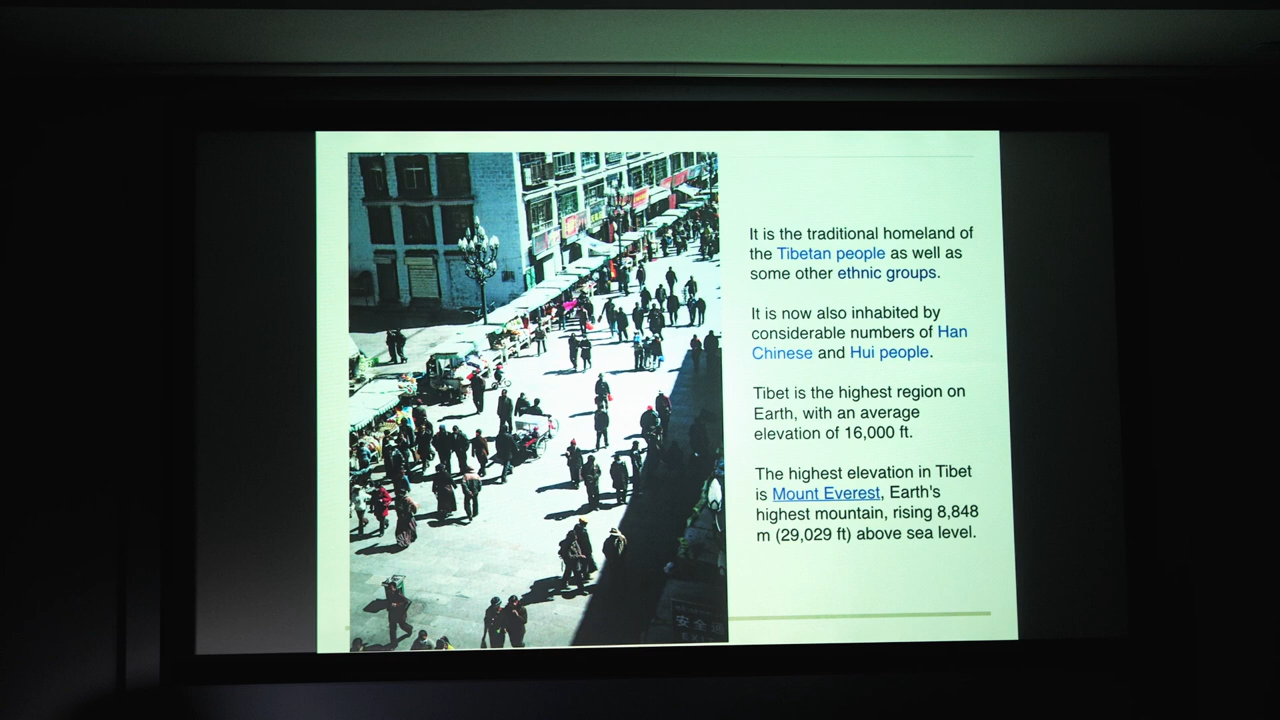 It is the traditional homeland of
the Tibetan people as well as
some other ethnic groups.
It is now also inhabited by
considerable numbers of Han
Chinese and Hui people.
Tibet is the highest region on
Earth, with an average
elevation of 16,000 ft.
The highest elevation in Tibet
is Mount Everest, Earth's
highest mountain, rising 8,848
m (29,029 ft) above sea level.
安全